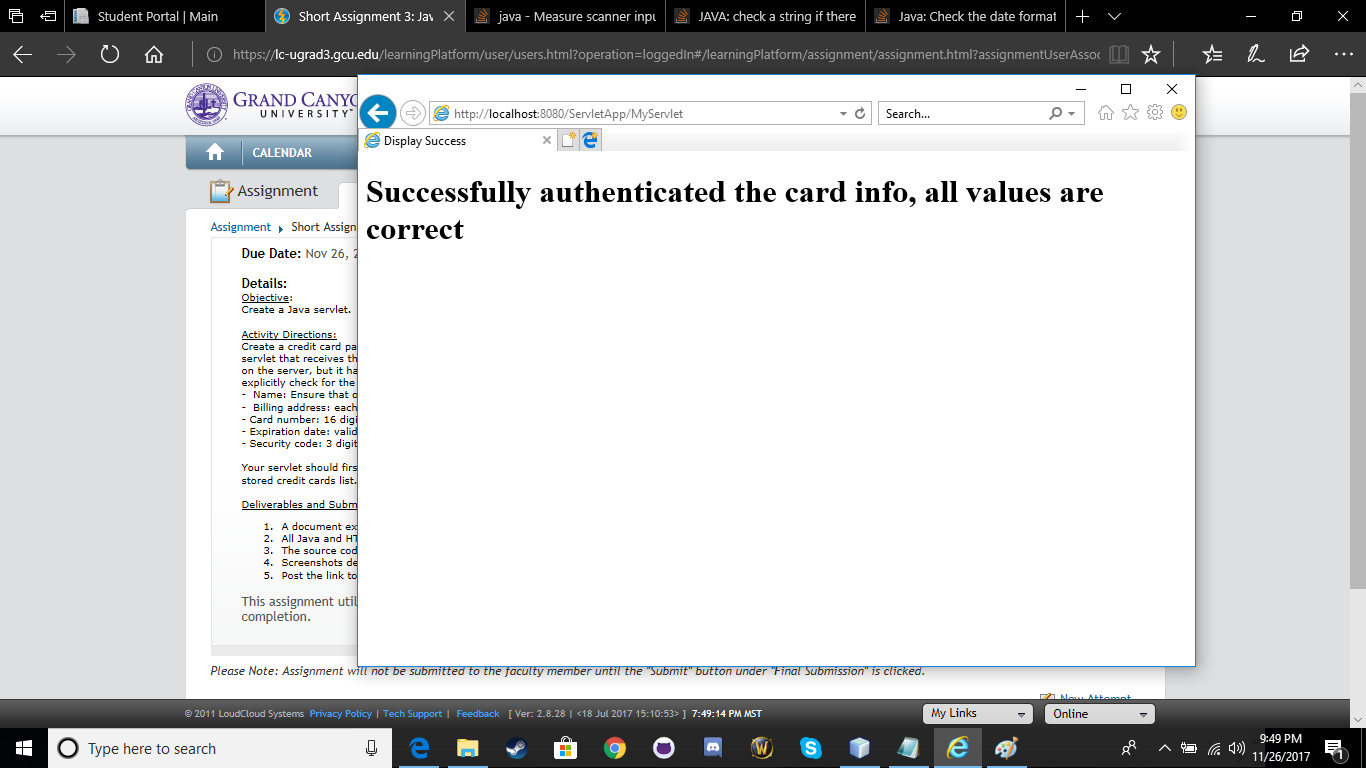 Student Portal | Main
Short Assignment 3: Jav
java - Measure scanner inpu
JAVA: check a string if there
Java: Check the date format
https://lc-ugrad3.gcu.edu/learningPlatform/user/users.html?operation=loggedIn#/learningPlatform/assignment/assignment.html?assignmentUserAssoc
GRAND CANYO
UNIVERSITY
http://localhost:8080/ServletApp/MyServlet
Search...
Display Success
CALENDAR
Successfully authenticated the card info, all values are
correct
Assignment
Assignment
Short Assign
Due Date: Nov 26, 2
Details:
Objective:
Create a Java servlet.
Activity Directions:
Create a credit card pa
servlet that receives th
on the server, but it ha
explicitly check for the
- Name: Ensure that o
- Billing address: each
- Card number: 16 digi
- Expiration date: valid
- Security code: 3 digit
Your servlet should firs
stored credit cards list.
Deliverables and Subm
1. A document ex
2. All Java and HT
3. The source cod
4. Screenshots de
5. Post the link to
This assignment util
completion.
Please Note: Assignment will not be submitted to the faculty member until the "Submit" button under "Final Submission" is clicked.
New Attempt
© 2011 LoudCloud Systems Privacy Policy | Tech Support | Feedback [ Ver: 2.8.28 | <18 Jul 2017 15:10:53> ] 7:49:14 PM MST
My Links
Online
Type here to search
9:49 PM
11/26/2017
1